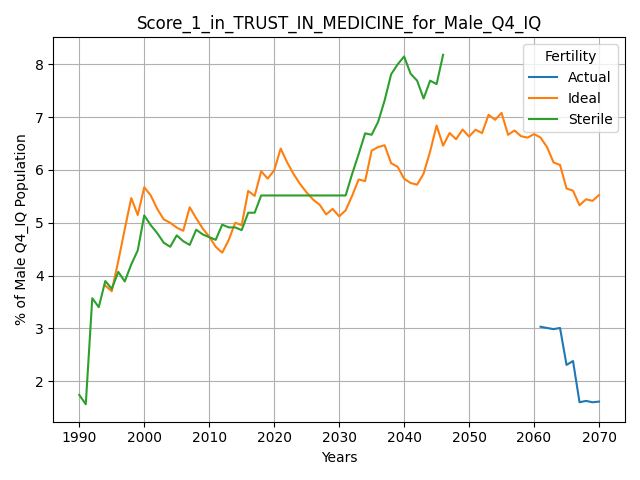 Score_1_in_TRUST_IN_MEDICINE_for_Male_Q4_IQ
% of Male Q4_IQ Population
8
7
6
5
4
3
2
Fertility
Actual
Ideal
Sterile
1990 2000 2010 2020 2030 2040 2050 2060 2070
Years